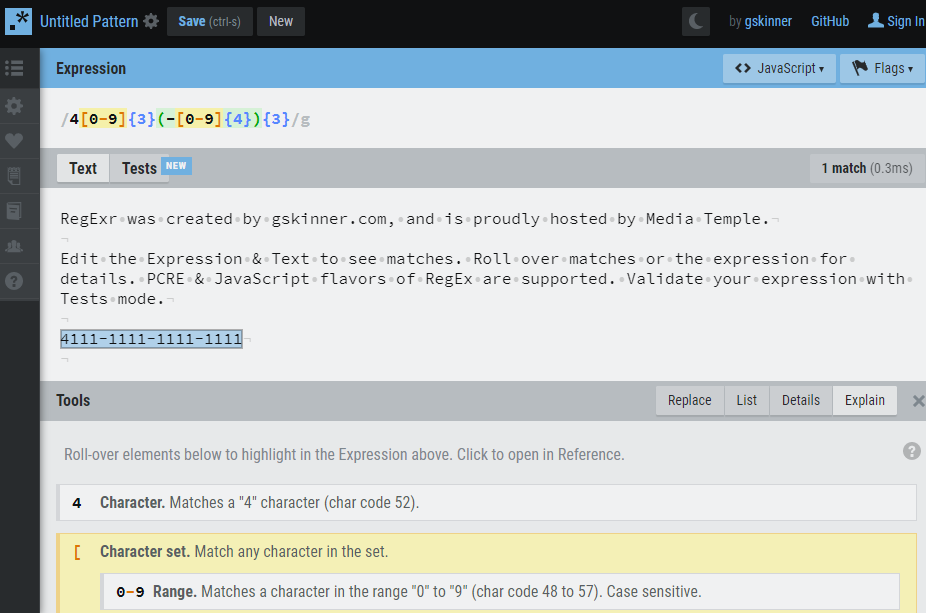 .* Untitled Pattern Save (ctrl-s) New by gskinner GitHub Sign In
Expression <> JavaScript ▾ Flags ▾
/4[0-9]{3}(-[0-9]{4}){3}/g
Text Tests NEW 1 match (0.3ms)
RegExr was created by gskinner.com, and is proudly hosted by Media Temple.
Edit the Expression & Text to see matches. Roll over matches or the expression for
details. PCRE & JavaScript flavors of RegEx are supported. Validate your expression with
Tests mode.
4111-1111-1111-1111
Tools Replace List Details Explain
Roll-over elements below to highlight in the Expression above. Click to open in Reference. ?
4 Character. Matches a "4" character (char code 52).
[ Character set. Match any character in the set.
0-9 Range. Matches a character in the range "0" to "9" (char code 48 to 57). Case sensitive.